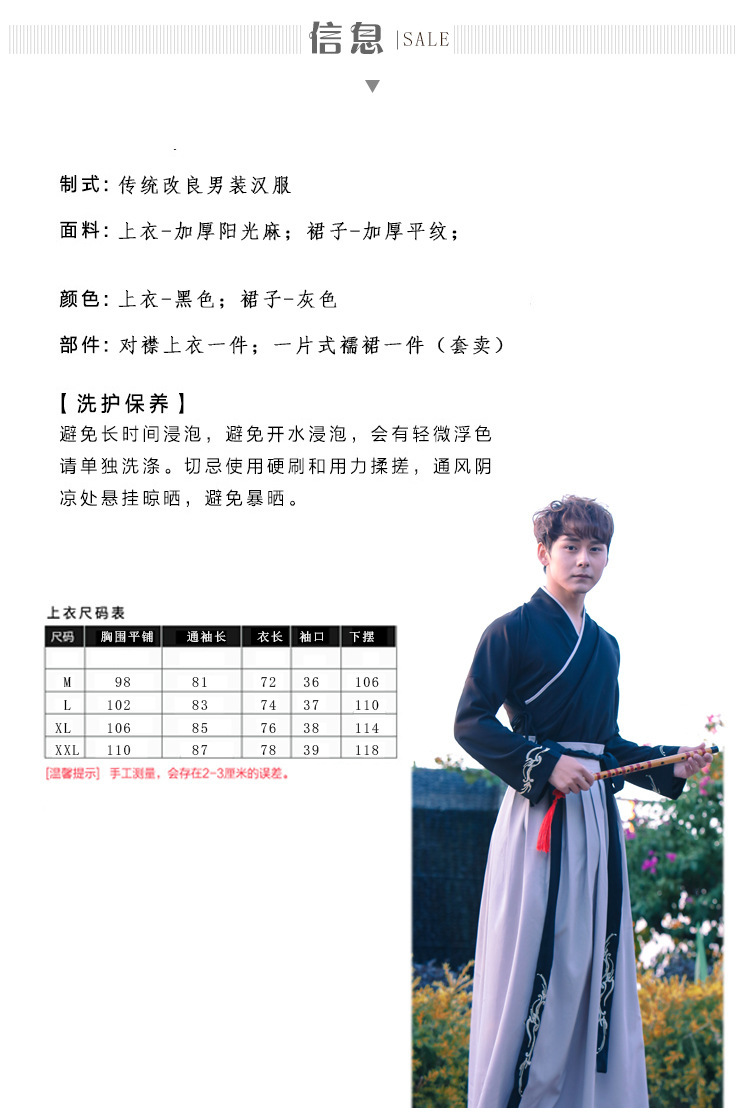 信息 |SALE
制式：传统改良男装汉服
面料：上衣-加厚阳光麻；裙子-加厚平纹；
颜色：上衣-黑色；裙子-灰色
部件：对襟上衣一件；一片式襦裙一件（套卖）
【洗护保养】
避免长时间浸泡，避免开水浸泡，会有轻微浮色
请单独洗涤。切忌使用硬刷和用力揉搓，通风阴
凉处悬挂晾晒，避免暴晒。
上衣尺码表
尺码 胸围平铺 通袖长 衣长 袖口 下摆
M 98 81 72 36 106
L 102 83 74 37 110
XL 106 85 76 38 114
XXL 110 87 78 39 118
[温馨提示] 手工测量，会存在2-3厘米的误差。